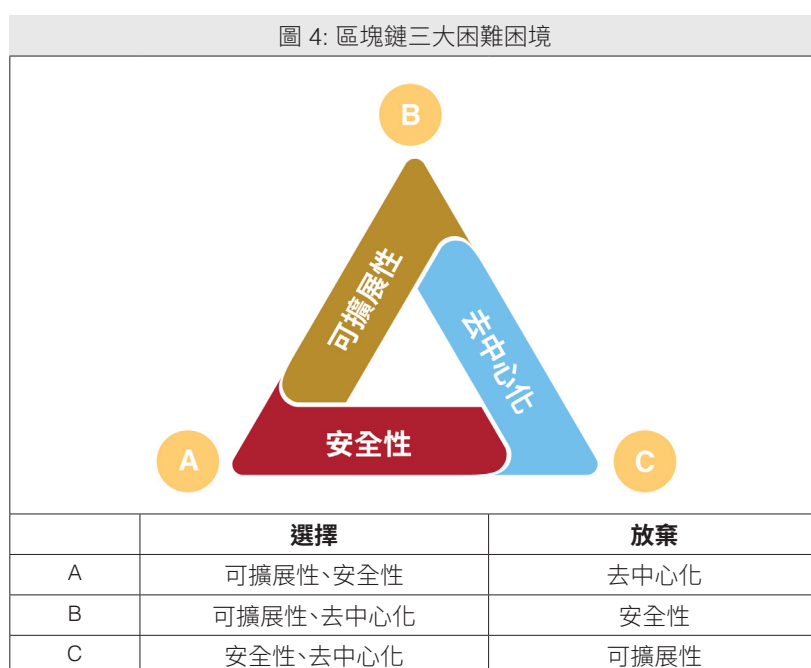 圖 4: 區塊鏈三大困難困境
B
可擴展性
去中心化
安全性
A
C
選擇 放棄
A 可擴展性、安全性 去中心化
B 可擴展性、去中心化 安全性
C 安全性、去中心化 可擴展性